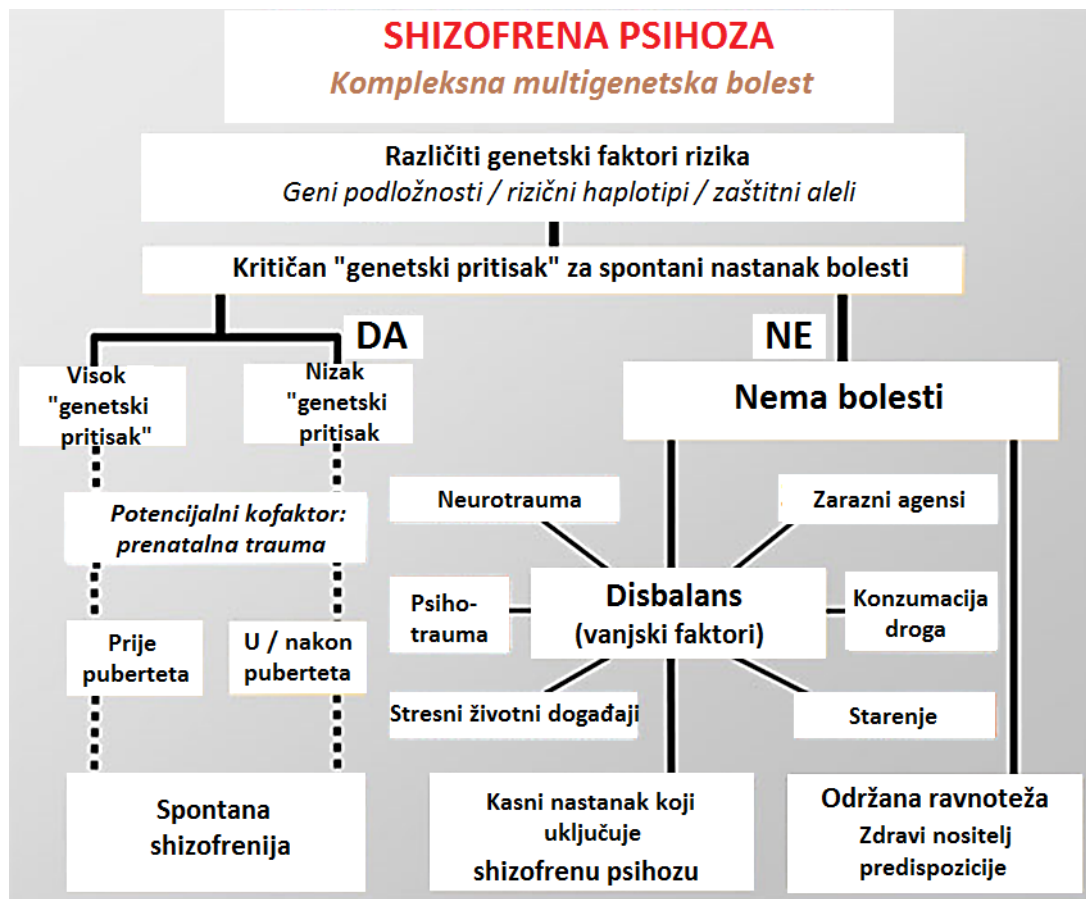 SHIZOFRENA PSIHOZA
Kompleksna multigenetska bolest
Različiti genetski faktori rizika
Geni podložnosti / rizični haplotipi / zaštitni aleli
Kritičan "genetski pritisak" za spontani nastanak bolesti
DA
NE
Visok
"genetski
pritisak"
Nizak
"genetski
pritisak
Nema bolesti
Potencijalni kofaktor:
prenatalna trauma
Neurotrauma
Zarazni agensi
Psiho-
trauma
Disbalans
(vanjski faktori)
Konzumacija
droga
Prije
puberteta
U / nakon
puberteta
Stresni životni događaji
Starenje
Spontana
shizofrenija
Kasni nastanak koji
uključuje
shizofrenu psihozu
Održana ravnoteža
Zdravi nositelj
predispozicije